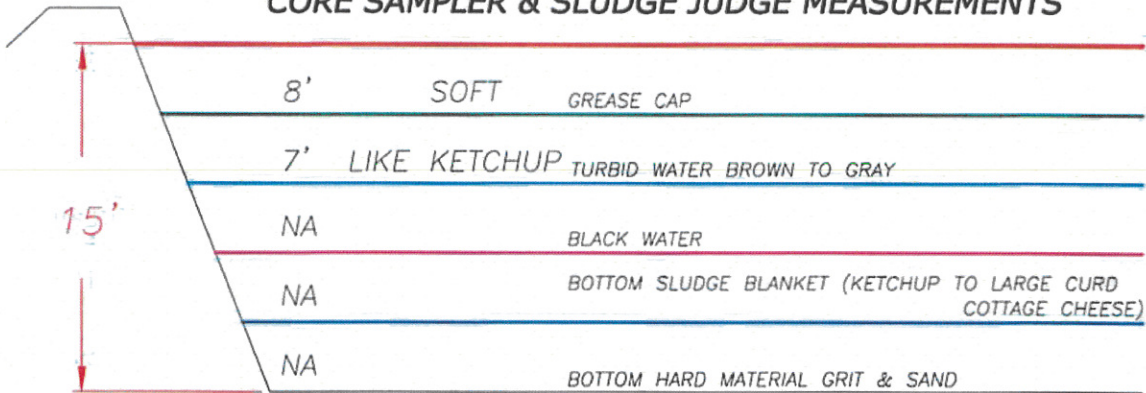 CORE SAMPLER & SLUDGE JUDGE MEASUREMENTS
8' SOFT GREASE CAP
7' LIKE KETCHUP TURBID WATER BROWN TO GRAY
15'
NA BLACK WATER
NA BOTTOM SLUDGE BLANKET (KETCHUP TO LARGE CURD
COTTAGE CHEESE)
NA BOTTOM HARD MATERIAL GRIT & SAND